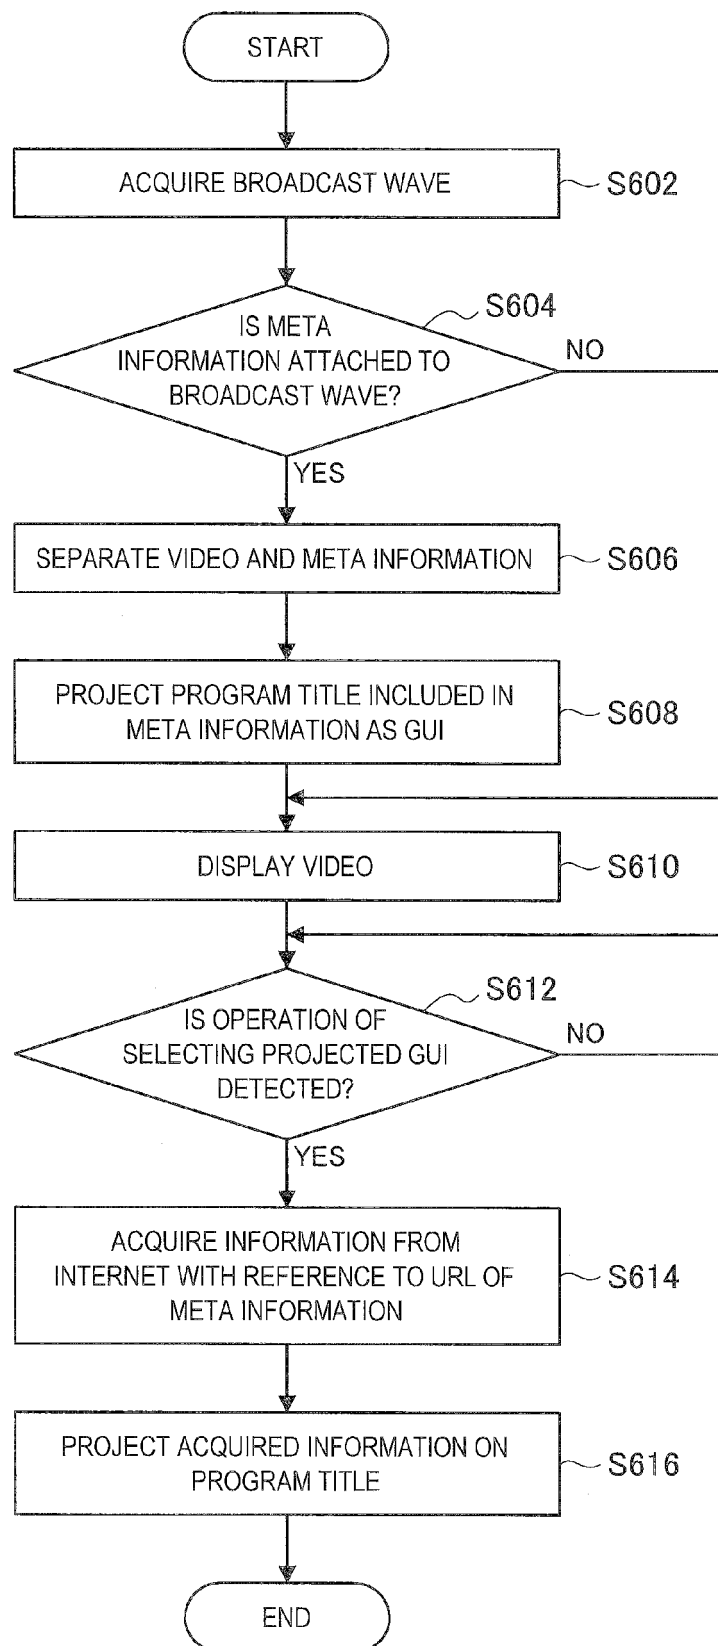 START
ACQUIRE BROADCAST WAVE
S602
S604
IS META
INFORMATION ATTACHED TO
BROADCAST WAVE?
NO
YES
SEPARATE VIDEO AND META INFORMATION
S606
PROJECT PROGRAM TITLE INCLUDED IN
META INFORMATION AS GUI
S608
DISPLAY VIDEO
S610
S612
IS OPERATION OF
SELECTING PROJECTED GUI
DETECTED?
NO
YES
ACQUIRE INFORMATION FROM
INTERNET WITH REFERENCE TO URL OF
META INFORMATION
S614
PROJECT ACQUIRED INFORMATION ON
PROGRAM TITLE
S616
END